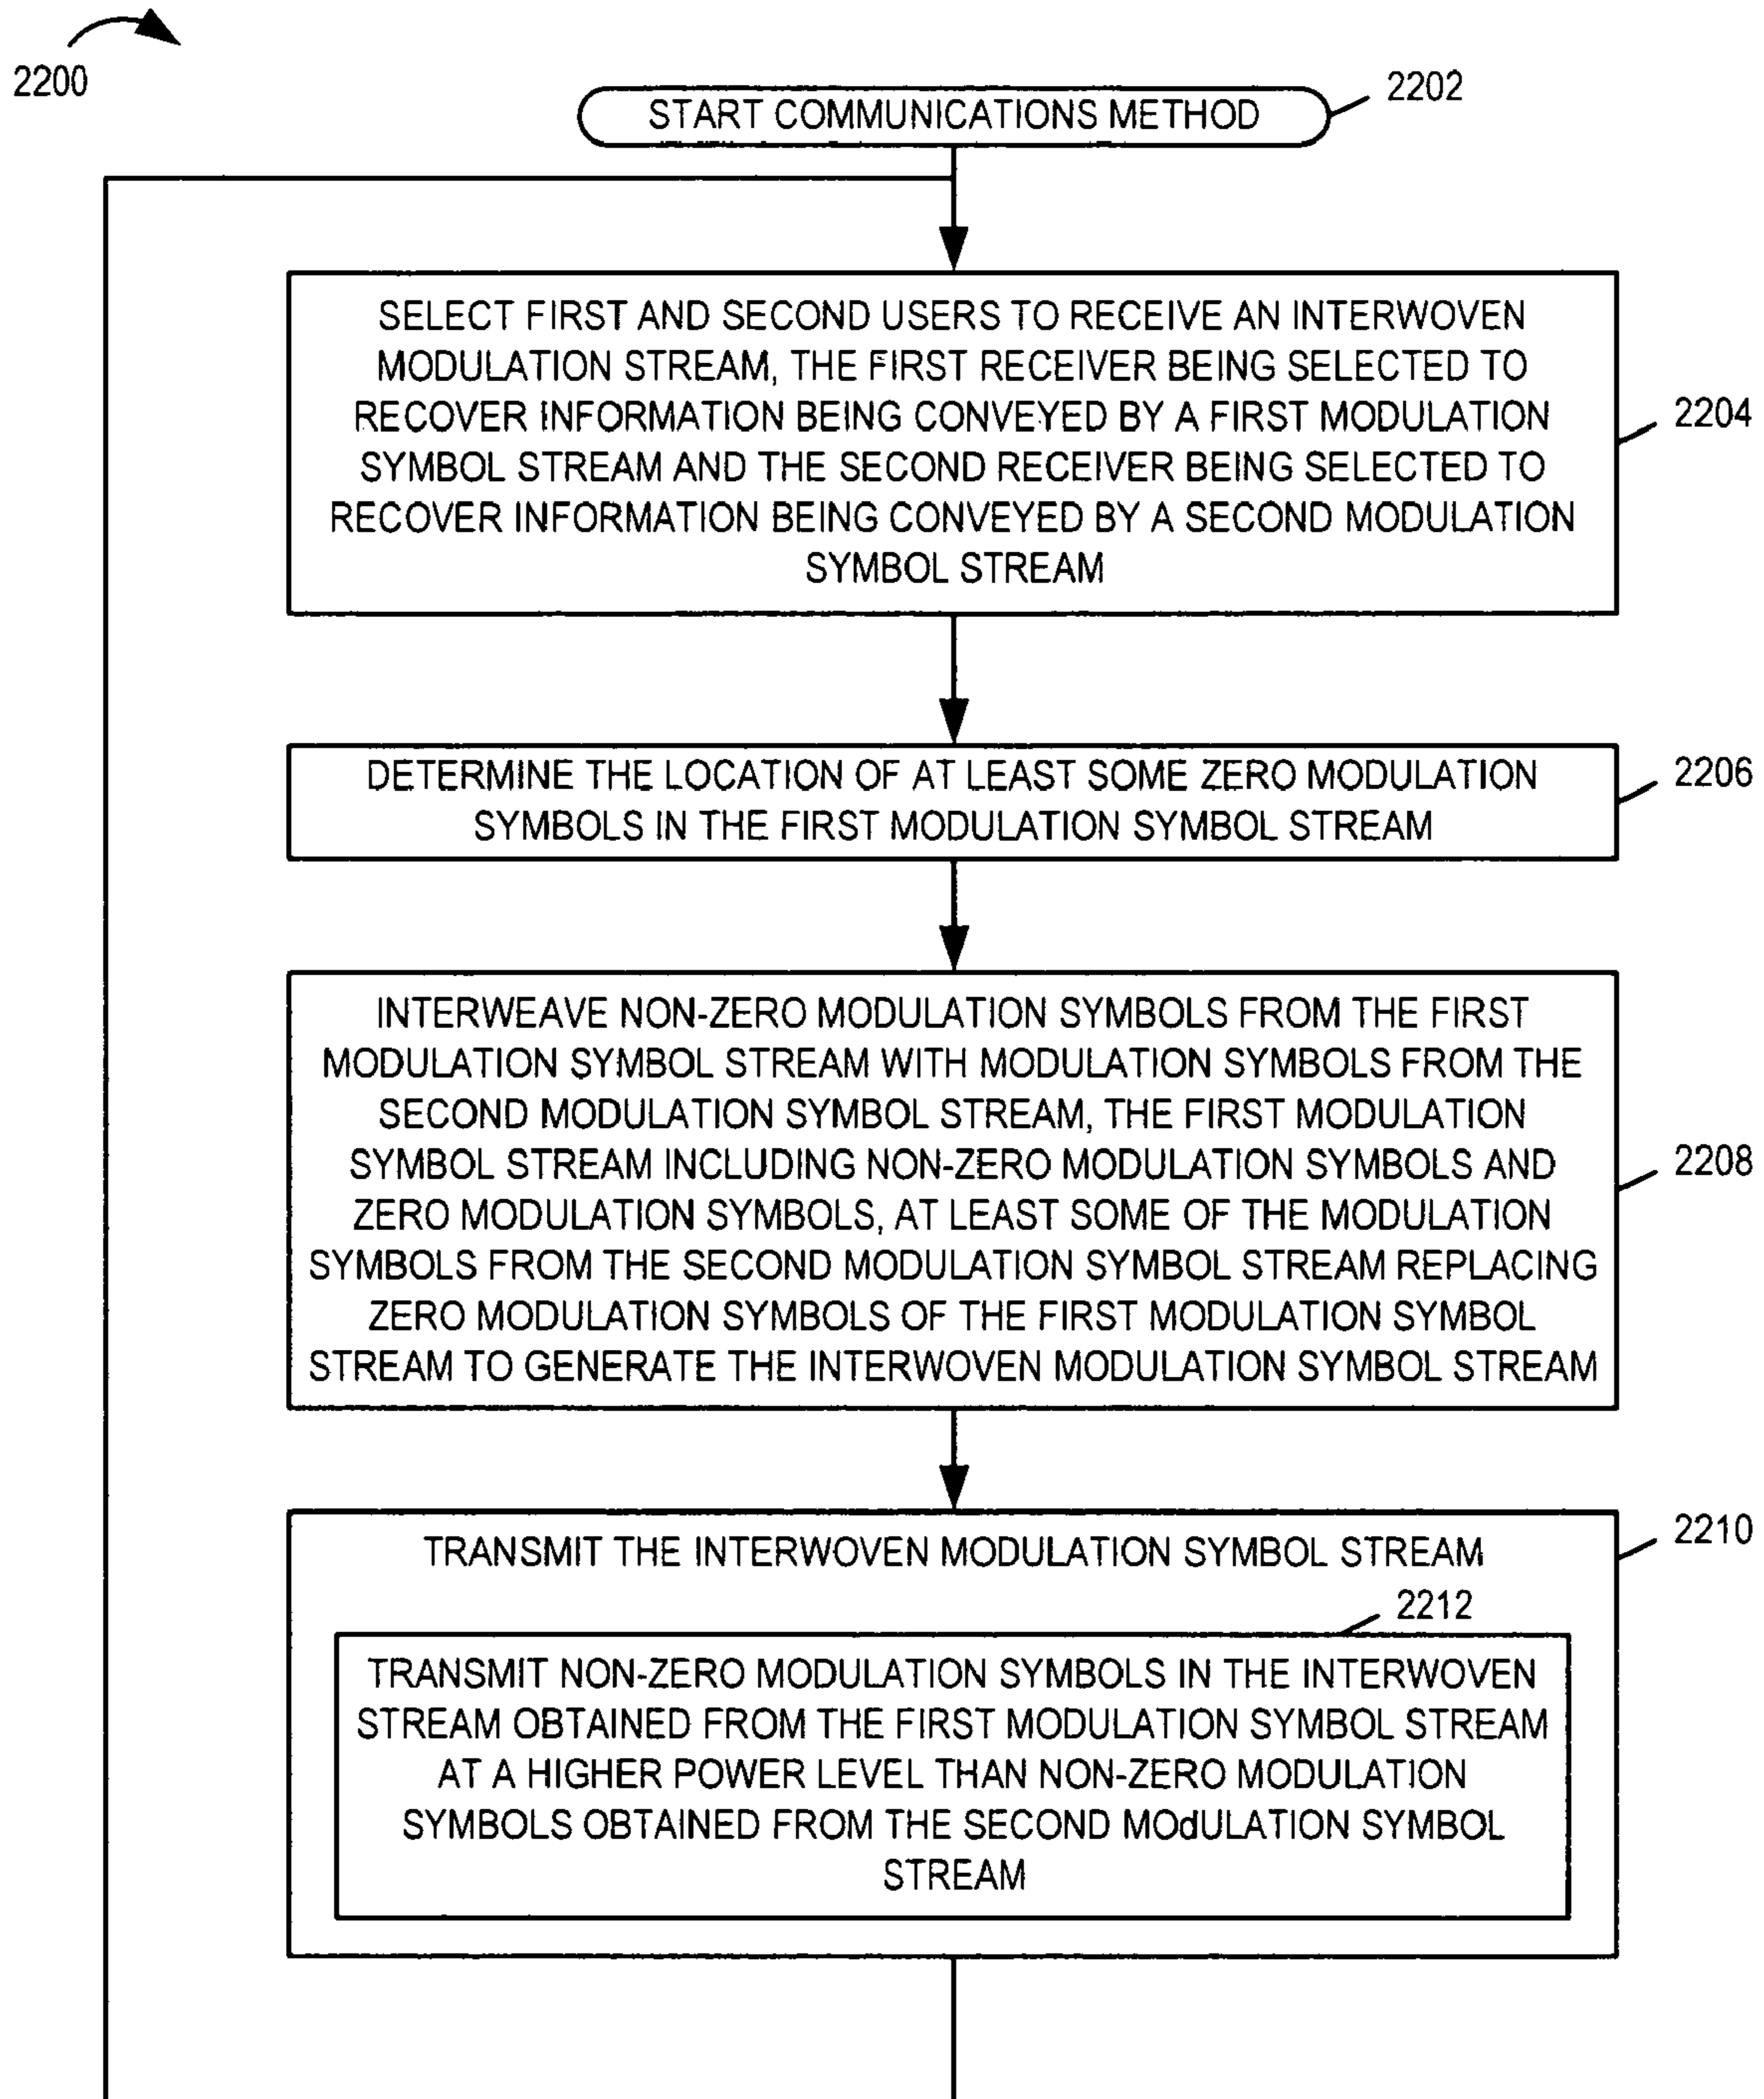 2200
START COMMUNICATIONS METHOD
2202
SELECT FIRST AND SECOND USERS TO RECEIVE AN INTERWOVEN
MODULATION STREAM, THE FIRST RECEIVER BEING SELECTED TO
RECOVER INFORMATION BEING CONVEYED BY A FIRST MODULATION
SYMBOL STREAM AND THE SECOND RECEIVER BEING SELECTED TO
RECOVER INFORMATION BEING CONVEYED BY A SECOND MODULATION
SYMBOL STREAM
2204
DETERMINE THE LOCATION OF AT LEAST SOME ZERO MODULATION
SYMBOLS IN THE FIRST MODULATION SYMBOL STREAM
2206
INTERWEAVE NON-ZERO MODULATION SYMBOLS FROM THE FIRST
MODULATION SYMBOL STREAM WITH MODULATION SYMBOLS FROM THE
SECOND MODULATION SYMBOL STREAM, THE FIRST MODULATION
SYMBOL STREAM INCLUDING NON-ZERO MODULATION SYMBOLS AND
ZERO MODULATION SYMBOLS, AT LEAST SOME OF THE MODULATION
SYMBOLS FROM THE SECOND MODULATION SYMBOL STREAM REPLACING
ZERO MODULATION SYMBOLS OF THE FIRST MODULATION SYMBOL
STREAM TO GENERATE THE INTERWOVEN MODULATION SYMBOL STREAM
2208
TRANSMIT THE INTERWOVEN MODULATION SYMBOL STREAM
2210
2212
TRANSMIT NON-ZERO MODULATION SYMBOLS IN THE INTERWOVEN
STREAM OBTAINED FROM THE FIRST MODULATION SYMBOL STREAM
AT A HIGHER POWER LEVEL THAN NON-ZERO MODULATION
SYMBOLS OBTAINED FROM THE SECOND MOdULATION SYMBOL
STREAM